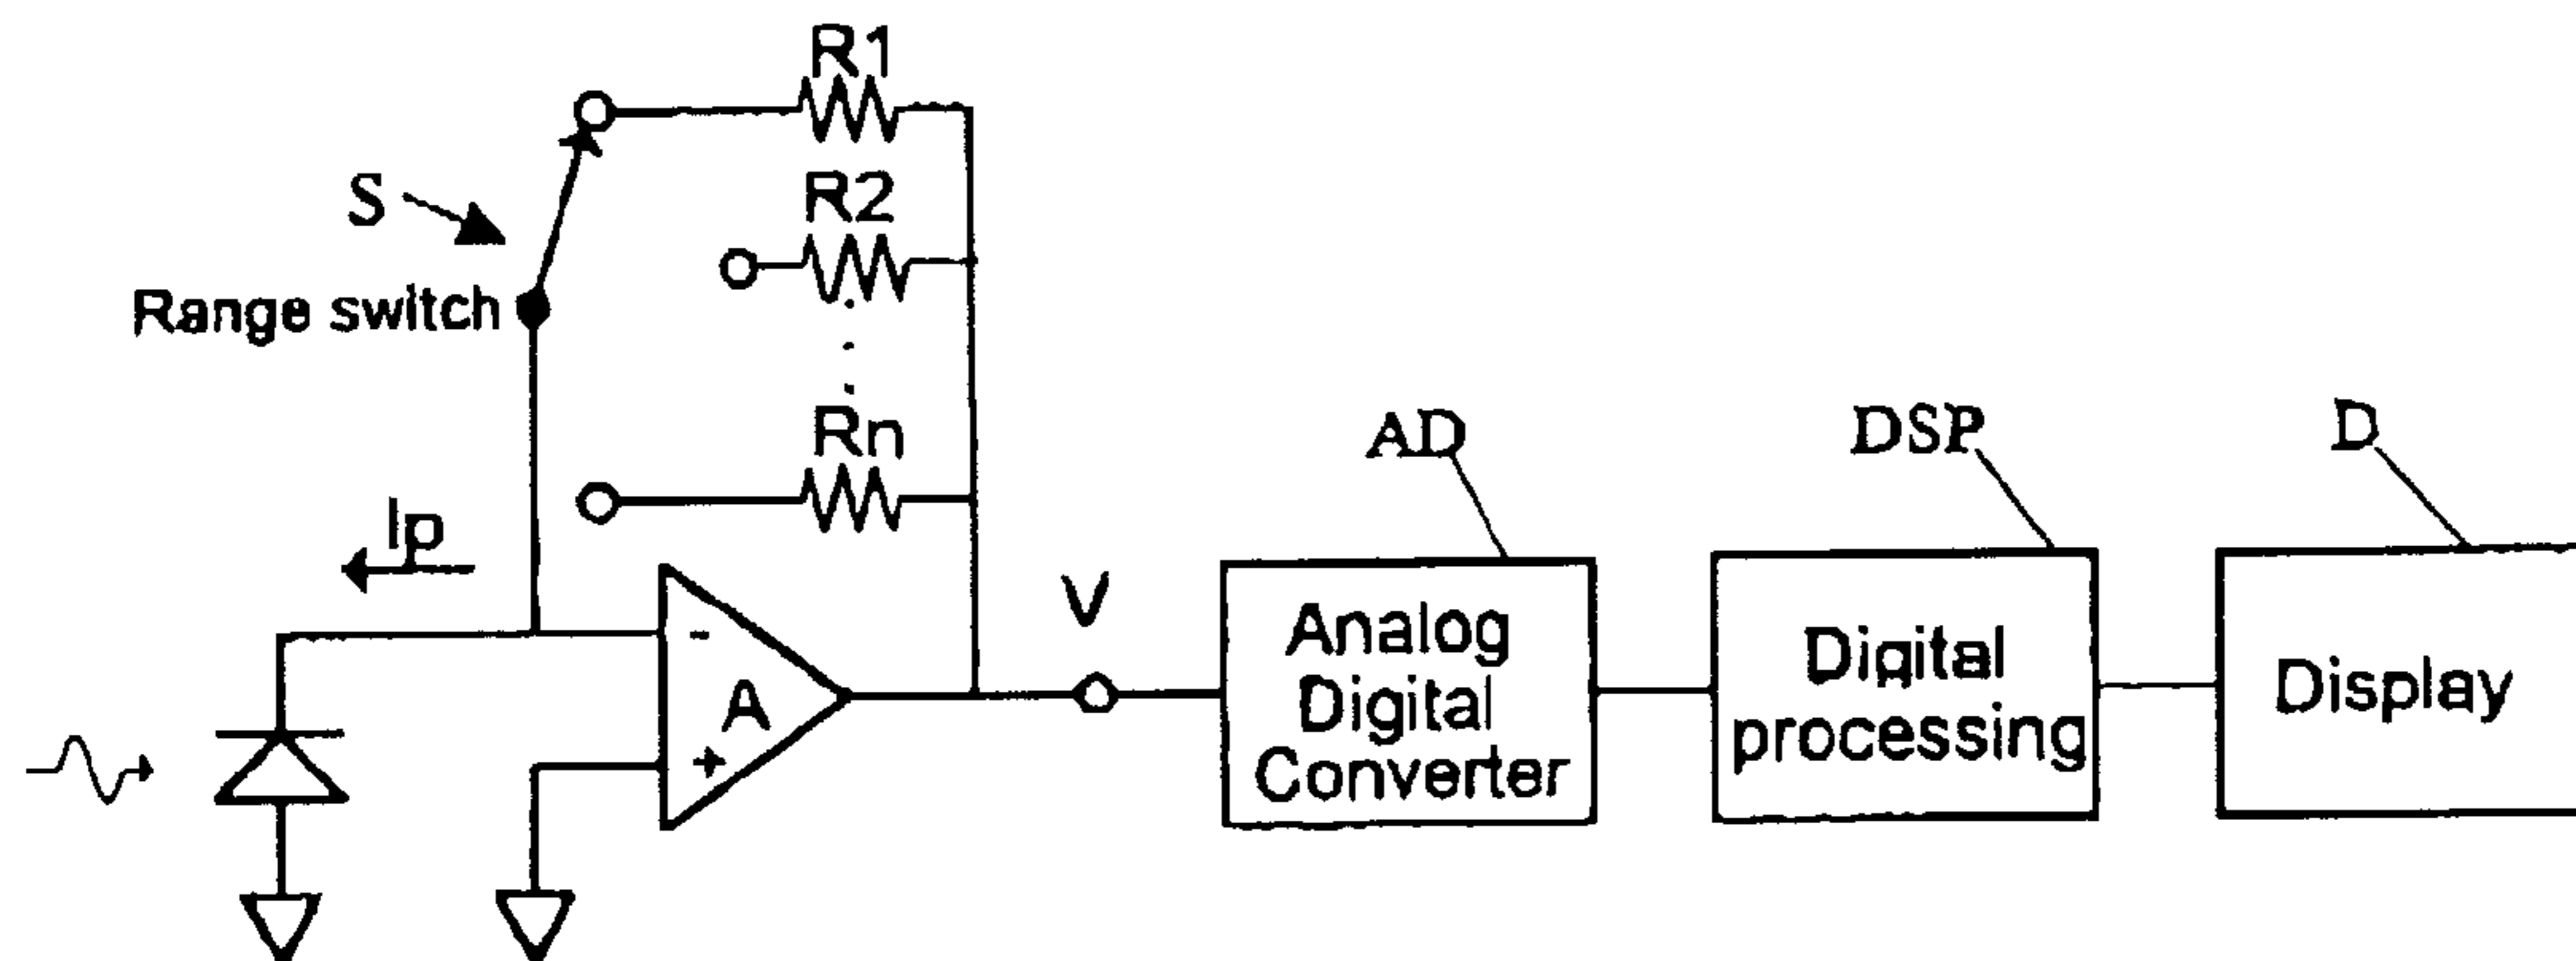 R1
R2
S
Range switch
Rn
Ip
AD
DSP
D
V
-
A
+
Analog
Digital
Converter
Digital
processing
Display